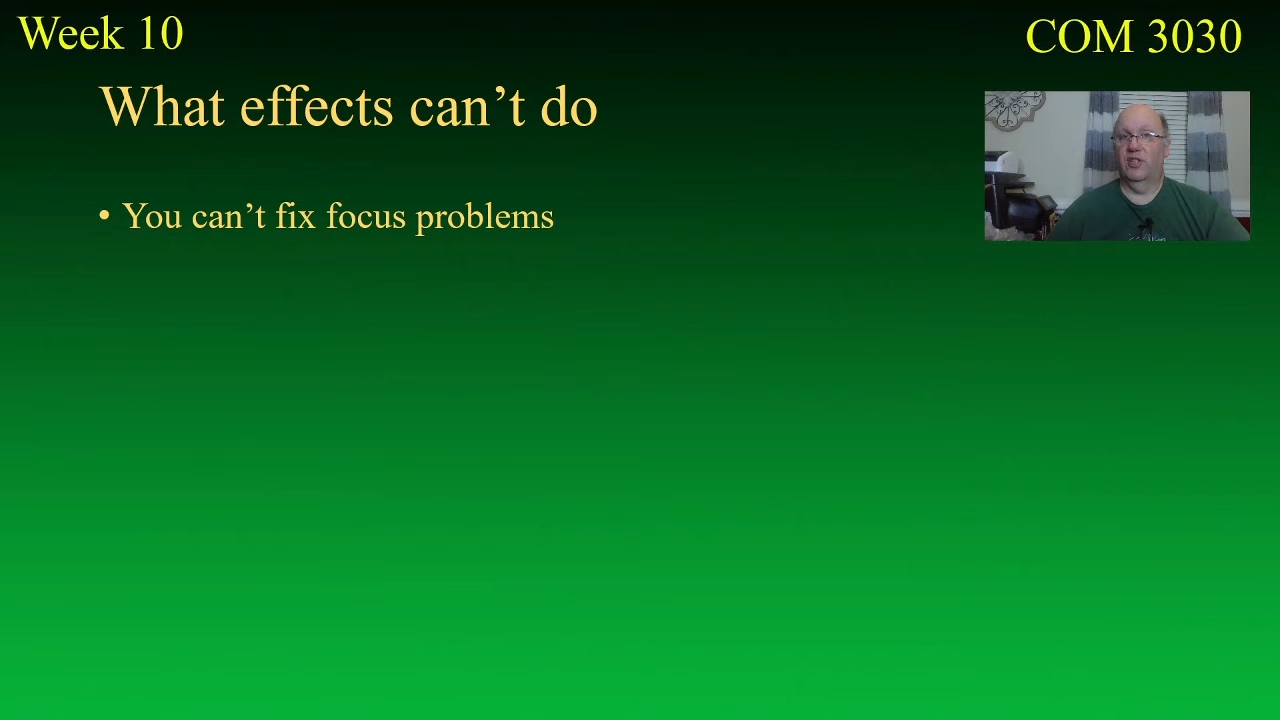 Week 10
COM 3030
What effects can’t do
• You can’t fix focus problems